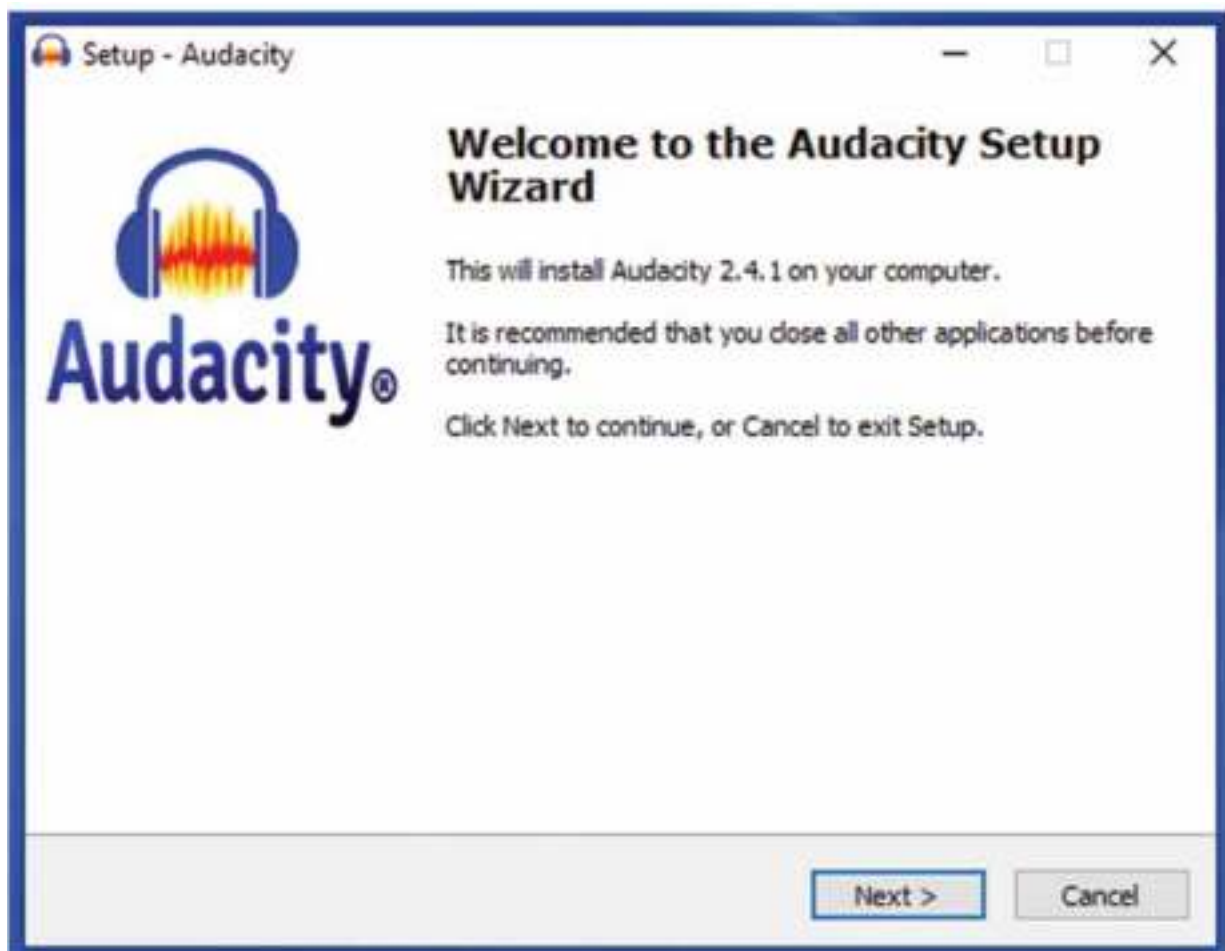 Setup - Audacity
Welcome to the Audacity Setup
Wizard
Audacity®
This will install Audacity 2.4.1 on your computer.
It is recommended that you close all other applications before
continuing.
Click Next to continue, or Cancel to exit Setup.
Next >
Cancel